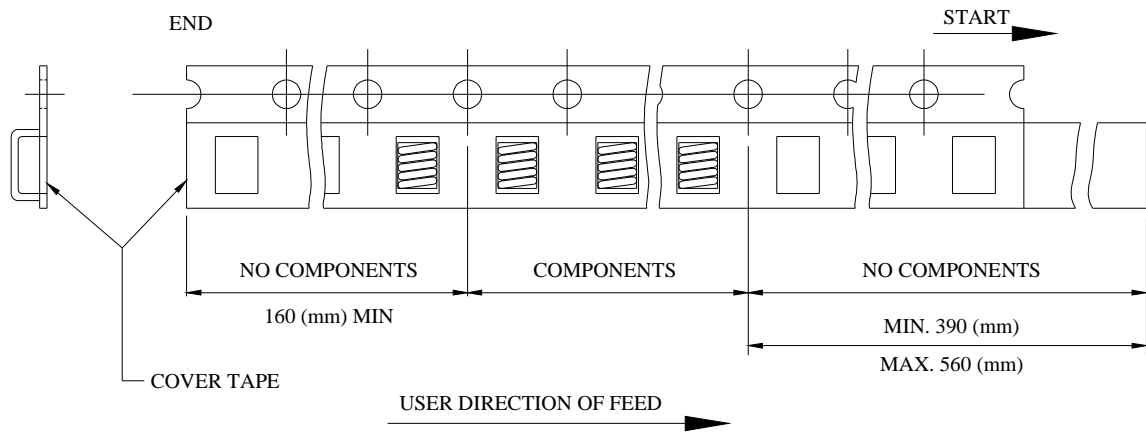 END
START
NO COMPONENTS
COMPONENTS
NO COMPONENTS
160 (mm) MIN
MIN. 390 (mm)
MAX. 560 (mm)
COVER TAPE
USER DIRECTION OF FEED